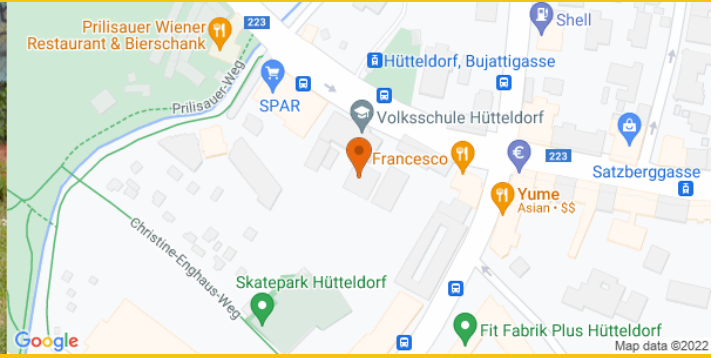 Prilisauer Wiener
Restaurant & Bierschank
223
Shell
Hütteldorf, Bujattigasse
Prilisauer-Weg
SPAR
Volksschule Hütteldorf
Francesco
€
223
Satzberggasse
Yume
Asian • $$
Christine-Enghaus-Weg
Skatepark Hütteldorf
Fit Fabrik Plus Hütteldorf
Google
Map data ©2022